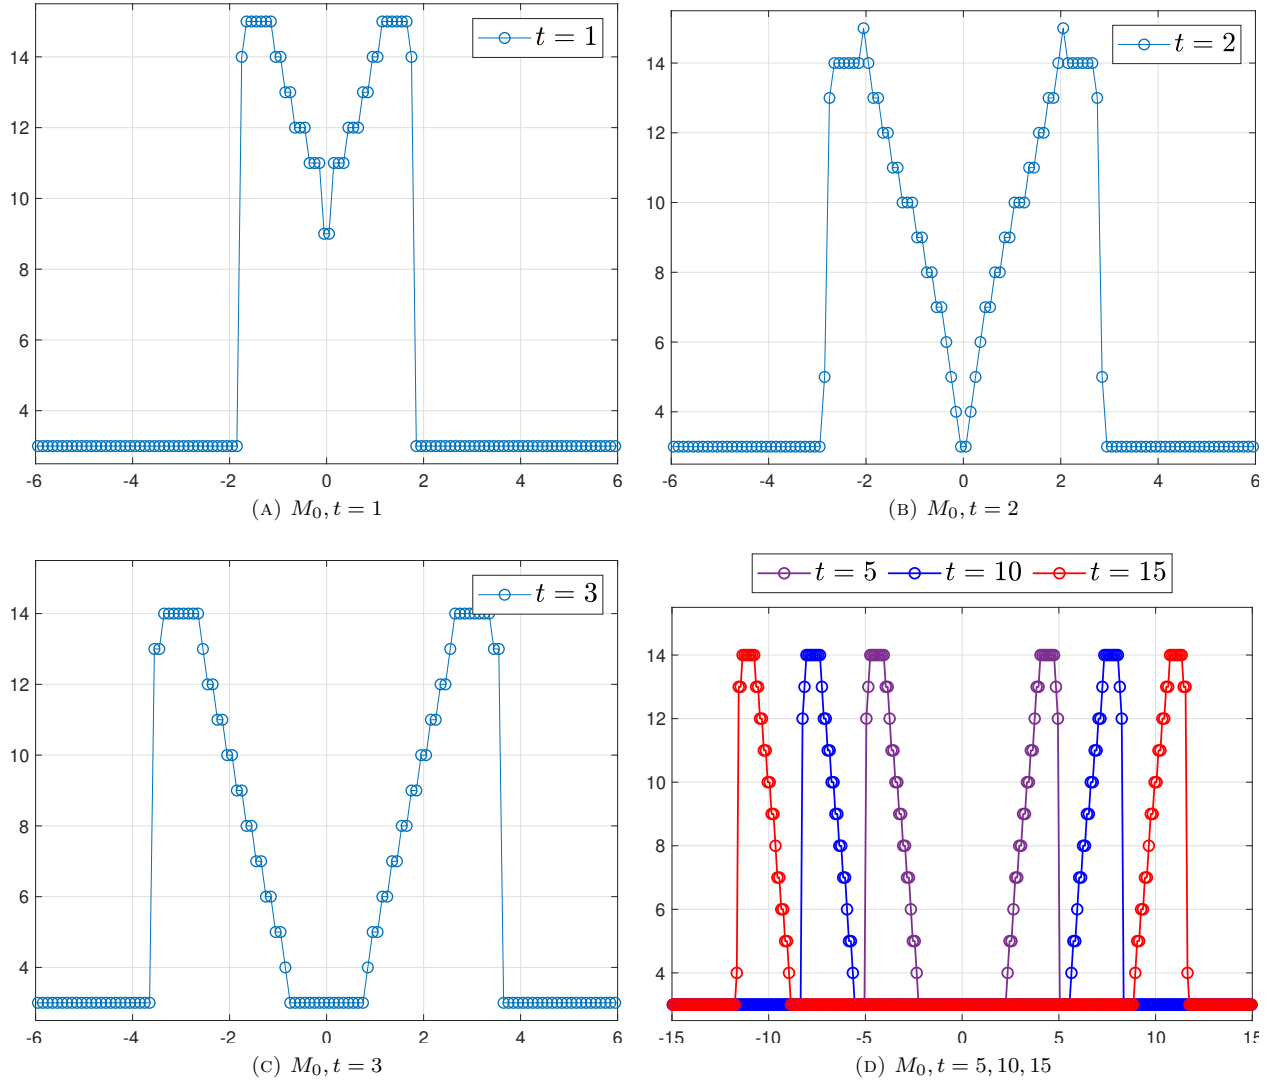 t = 1
14
12
10
8
6
4
-6 -4 -2 0 2 4 6
(A) M₀, t = 1
t = 2
14
12
10
8
6
4
-6 -4 -2 0 2 4 6
(B) M₀, t = 2
t = 3
14
12
10
8
6
4
-6 -4 -2 0 2 4 6
(C) M₀, t = 3
t = 5 t = 10 t = 15
14
12
10
8
6
4
-15 -10 -5 0 5 10 15
(D) M₀, t = 5, 10, 15